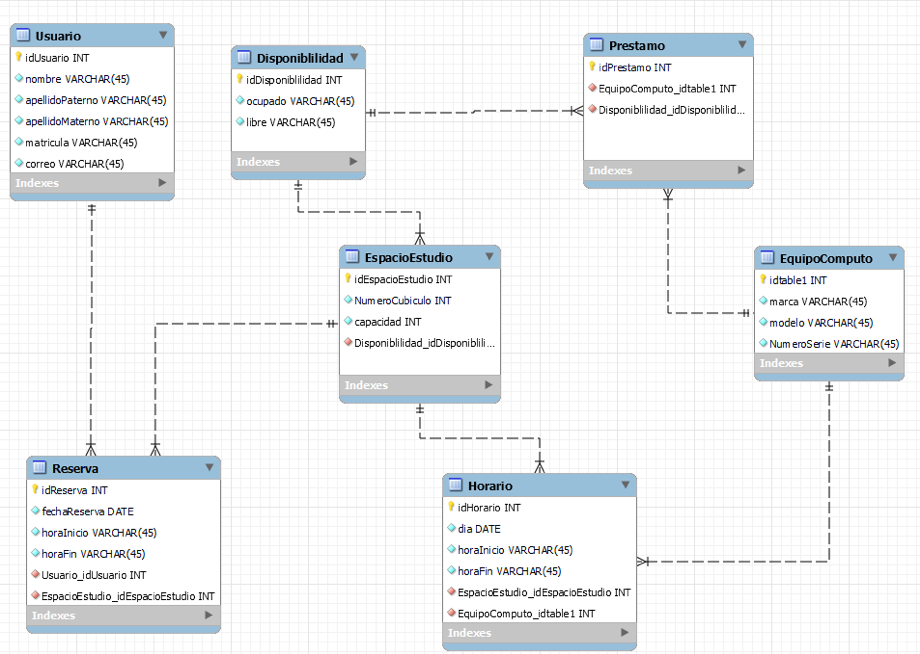 Usuario
idUsuario INT
nombre VARCHAR(45)
apellidoPaterno VARCHAR(45)
apellidoMaterno VARCHAR(45)
matricula VARCHAR(45)
correo VARCHAR(45)
Indexes
Disponiblilidad
idDisponiblilidad INT
ocupado VARCHAR(45)
libre VARCHAR(45)
Indexes
Prestamo
idPrestamo INT
EquipoComputo_idtable1 INT
Disponiblilidad_idDisponiblilid...
Indexes
EspacioEstudio
idEspacioEstudio INT
NumeroCubiculo INT
capacidad INT
Disponiblilidad_idDisponiblili...
Indexes
EquipoComputo
idtable1 INT
marca VARCHAR(45)
modelo VARCHAR(45)
NumeroSerie VARCHAR(45)
Indexes
Reserva
idReserva INT
fechaReserva DATE
horaInicio VARCHAR(45)
horaFin VARCHAR(45)
Usuario_idUsuario INT
EspacioEstudio_idEspacioEstudio INT
Indexes
Horario
idHorario INT
dia DATE
horaInicio VARCHAR(45)
horaFin VARCHAR(45)
EspacioEstudio_idEspacioEstudio INT
EquipoComputo_idtable1 INT
Indexes